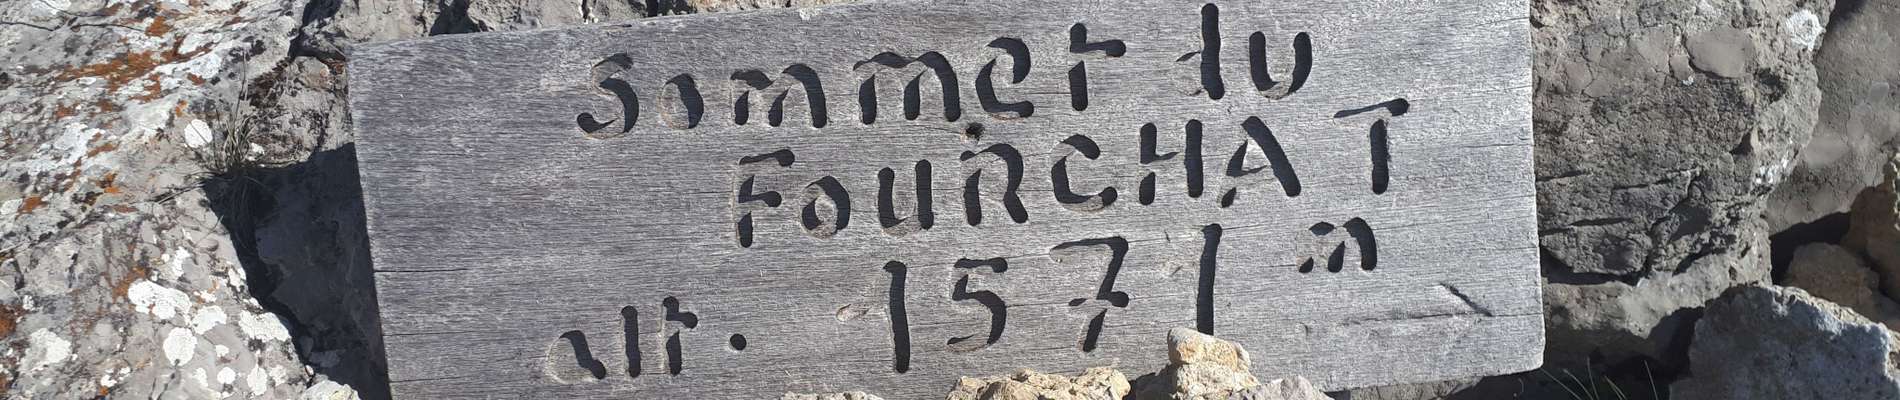 Sommet du
FOURCHAT
alt. 1571 m